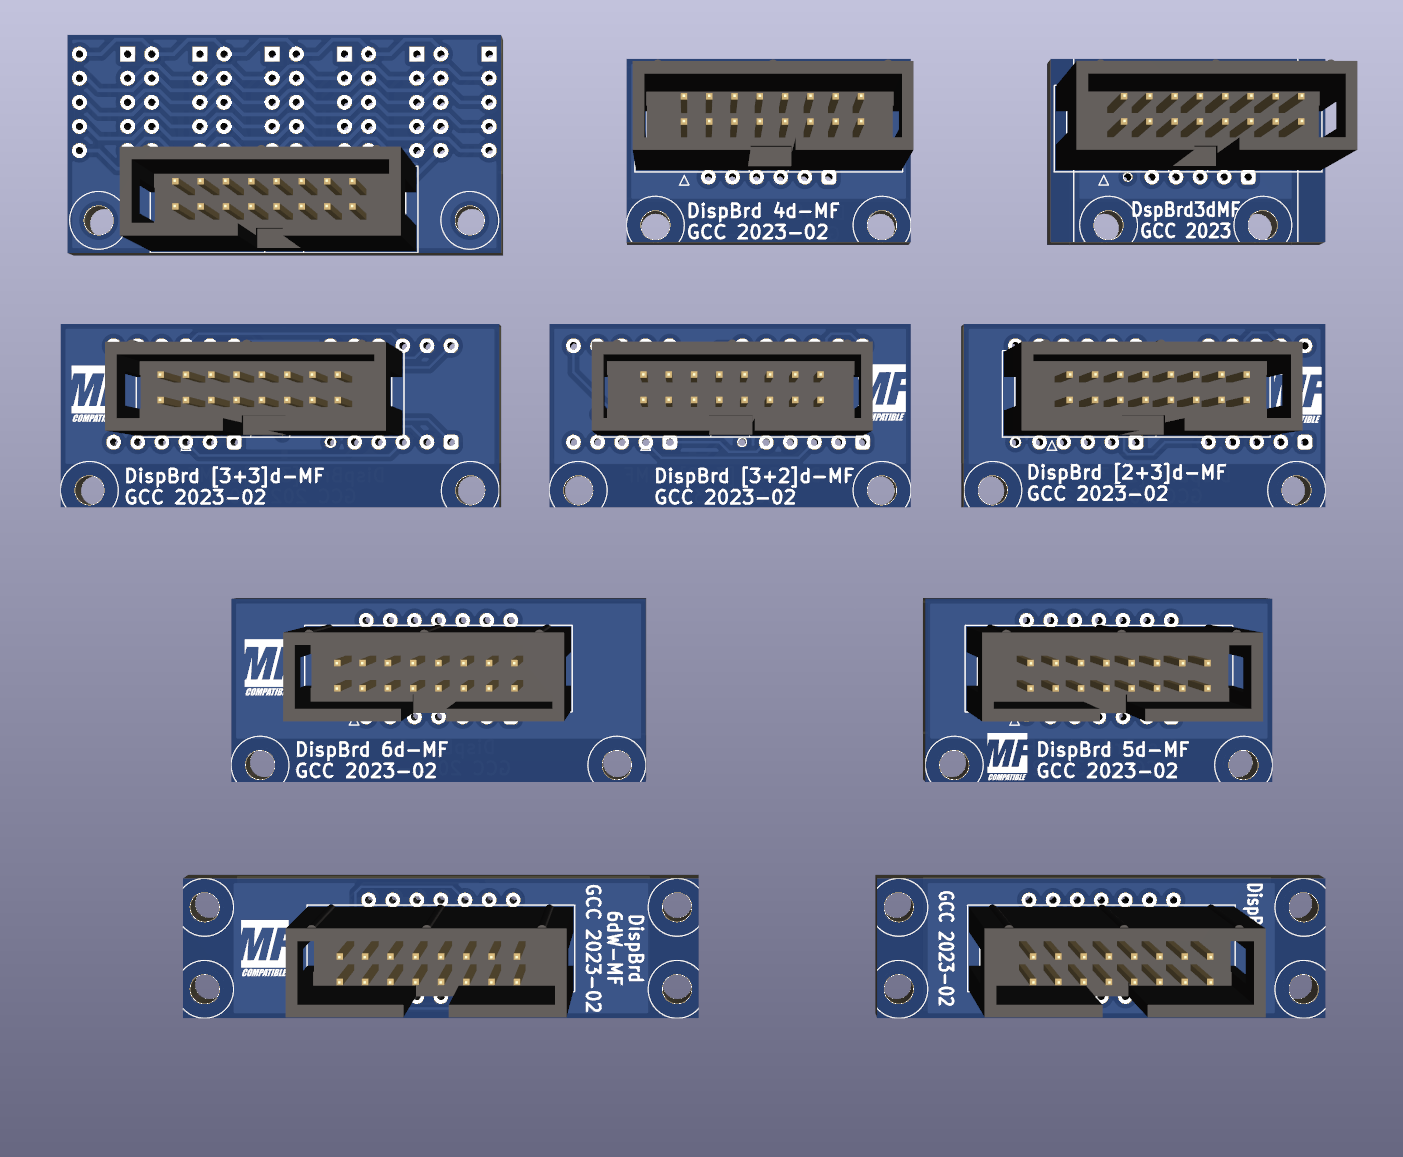 DispBrd 4d-MF
GCC 2023-02
DspBrd3dMF
GCC 2023
MF
COMPATIBLE
DispBrd [3+3]d-MF
GCC 2023-02
MF
COMPATIBLE
DispBrd [3+2]d-MF
GCC 2023-02
MF
COMPATIBLE
DispBrd [2+3]d-MF
GCC 2023-02
MF
COMPATIBLE
DispBrd 6d-MF
GCC 2023-02
MF
COMPATIBLE
DispBrd 5d-MF
GCC 2023-02
MF
COMPATIBLE
DispBrd
6dW-MF
GCC 2023-02
GCC 2023-02